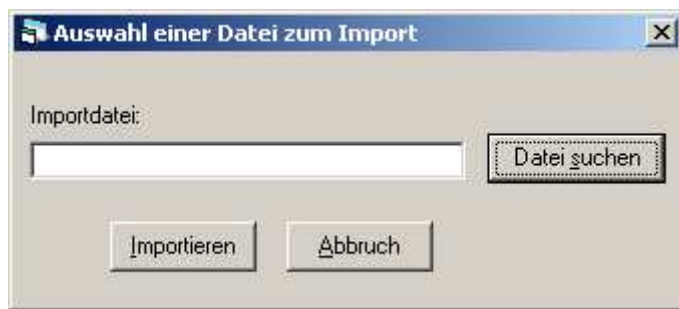 Auswahl einer Datei zum Import
Importdatei:
Datei suchen
Importieren Abbruch